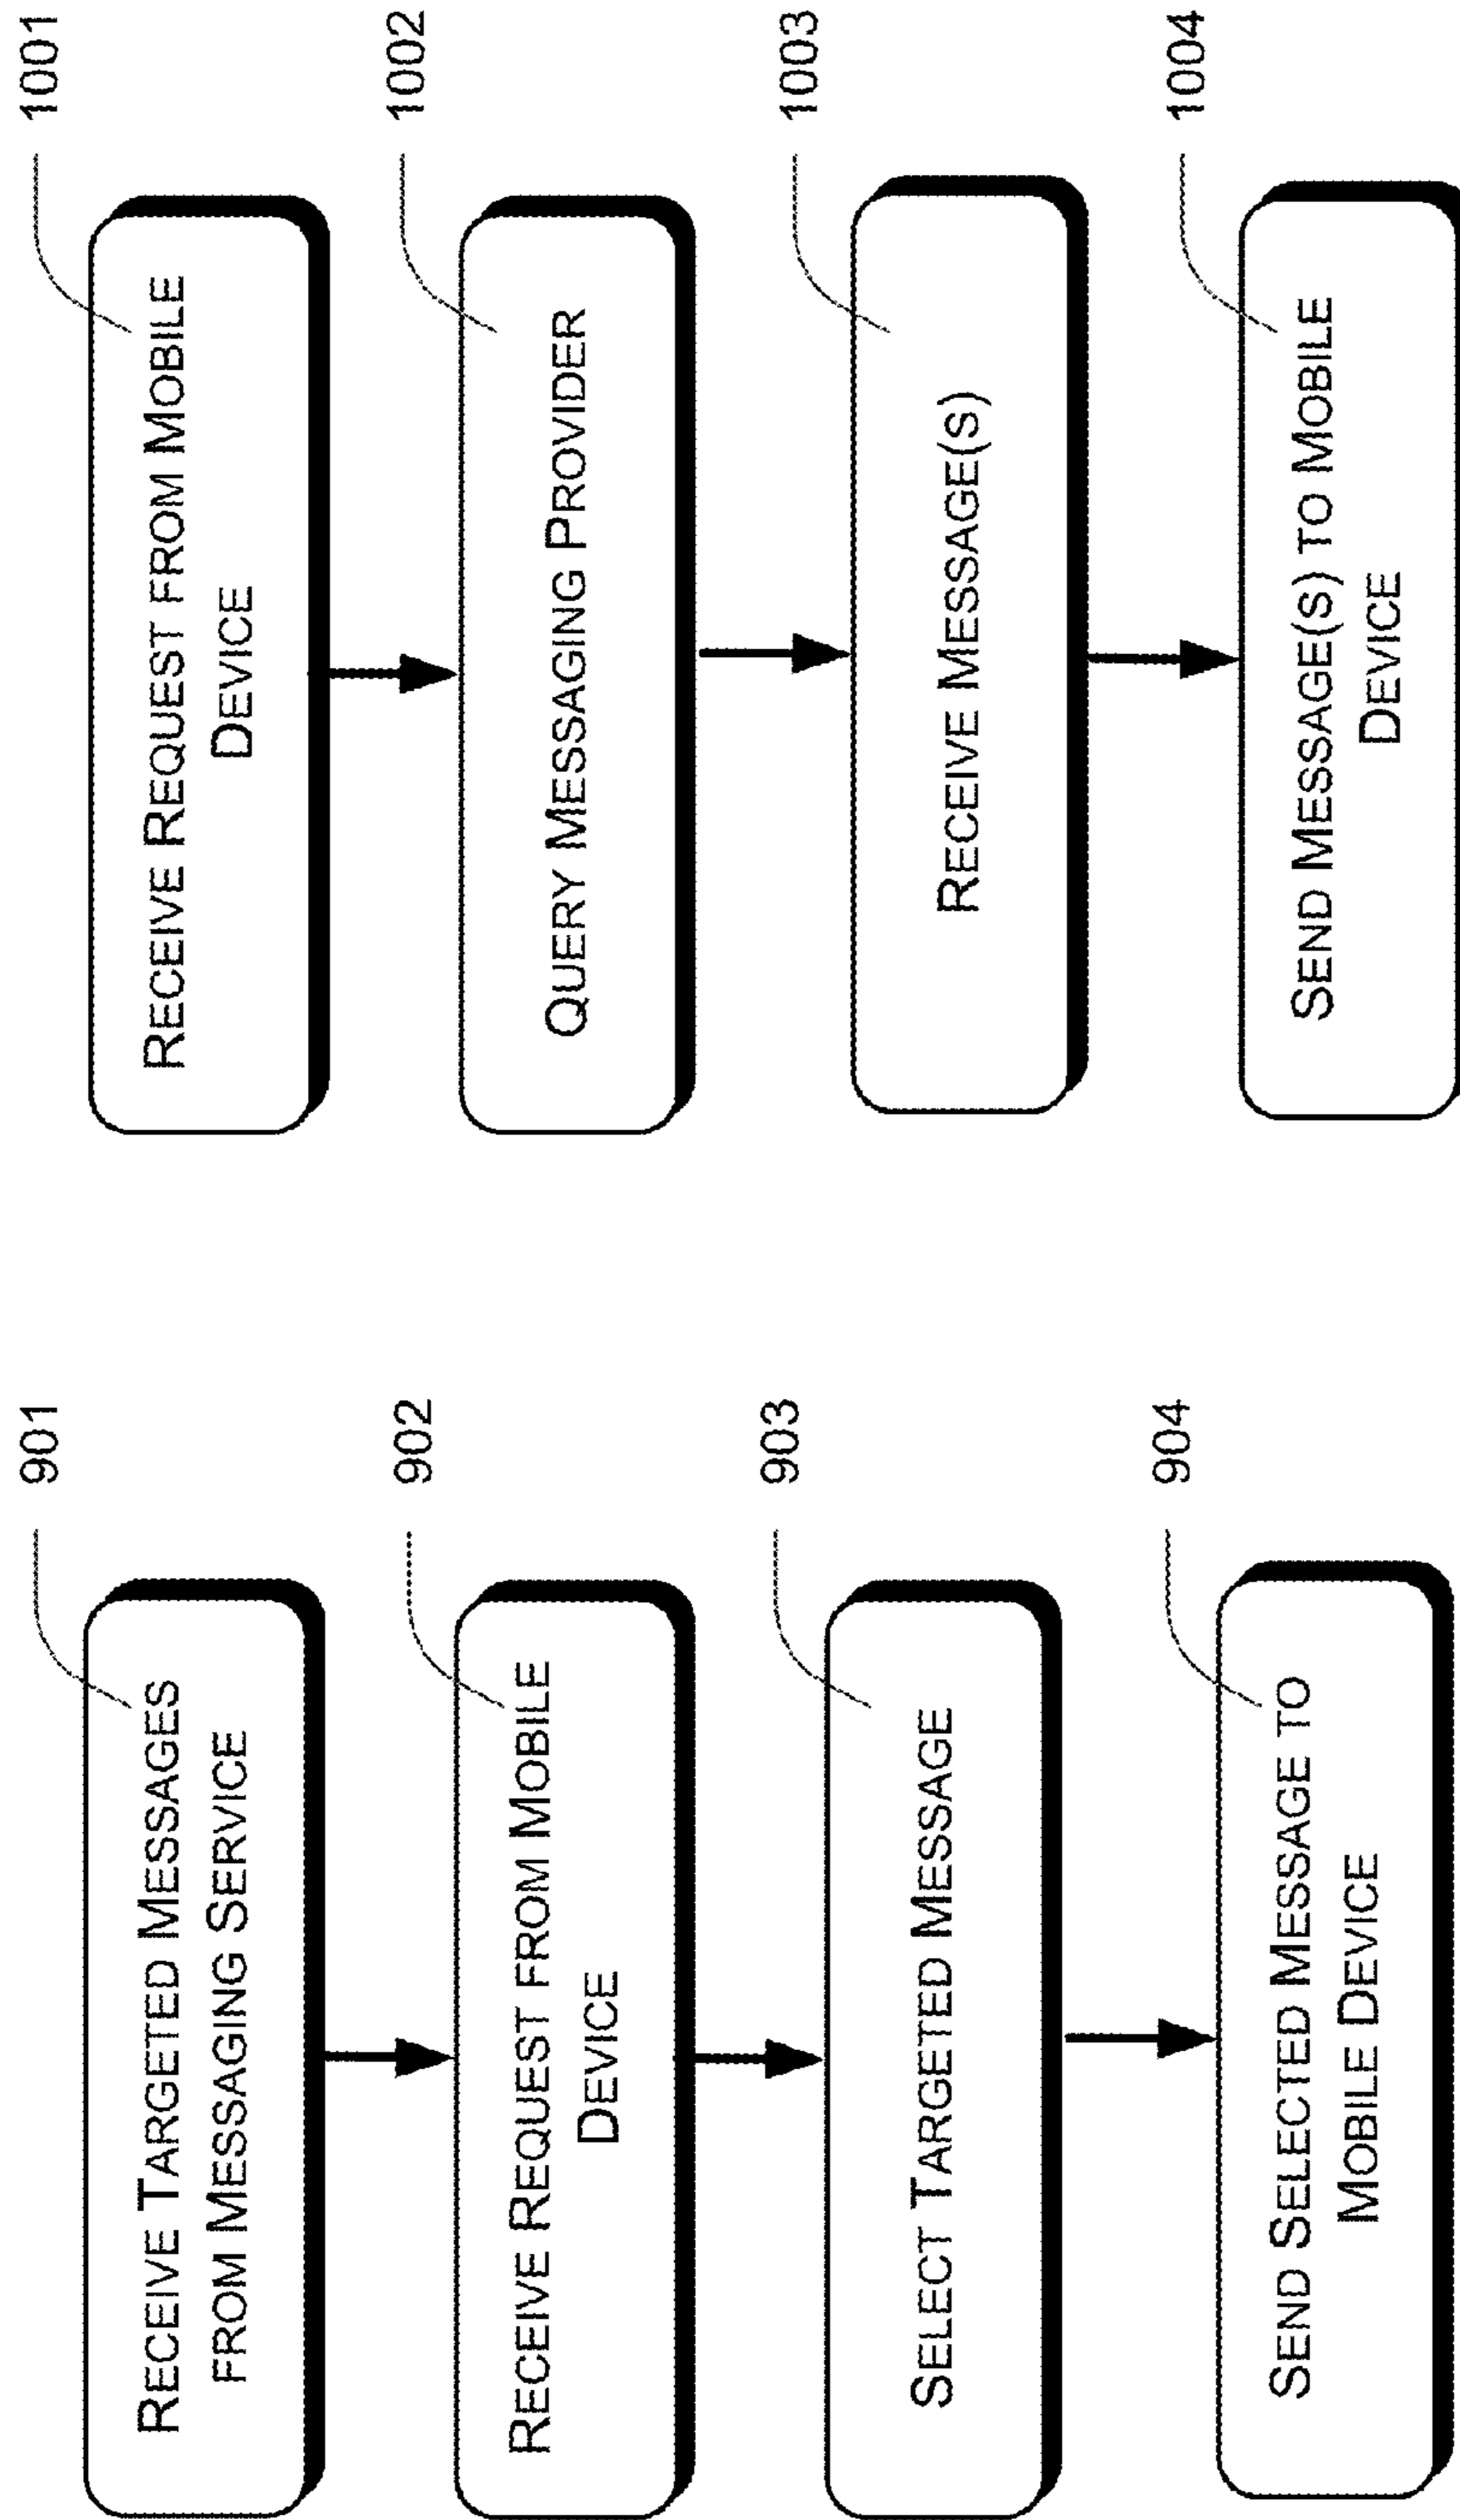 901
RECEIVE TARGETED MESSAGES
FROM MESSAGING SERVICE
902
RECEIVE REQUEST FROM MOBILE
DEVICE
903
SELECT TARGETED MESSAGE
904
SEND SELECTED MESSAGE TO
MOBILE DEVICE
1001
RECEIVE REQUEST FROM MOBILE
DEVICE
1002
QUERY MESSAGING PROVIDER
1003
RECEIVE MESSAGE(S)
1004
SEND MESSAGE(S) TO MOBILE
DEVICE